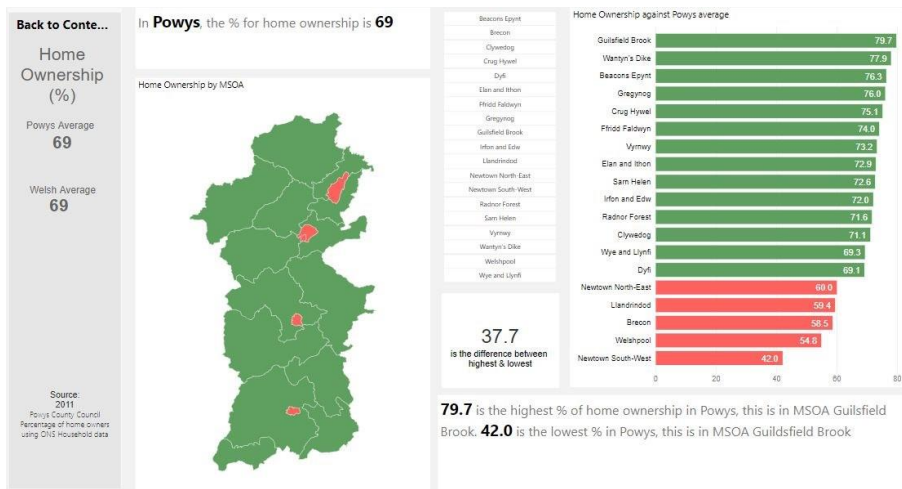 Back to Conte...
Home
Ownership
(%)
Powys Average
69
Welsh Average
69
Source:
2011
Powys County Council
Percentage of home owners
using ONS Household data
In Powys, the % for home ownership is 69
Home Ownership by MSOA
Beacons Epynt
Brecon
Clywedog
Crug Hywel
Dyfi
Elan and Ithon
Ffridd Faldwyn
Gregynog
Guilsfield Brook
Irfon and Edw
Llandrindod
Newtown North-East
Newtown South-West
Radnor Forest
Sarn Helen
Vyrnwy
Wantyn's Dike
Welshpool
Wye and Llynfi
37.7
is the difference between
highest & lowest
Home Ownership against Powys average
Guilsfield Brook 79.7
Wantyn's Dike 77.9
Beacons Epynt 76.3
Gregynog 76.0
Crug Hywel 75.1
Ffridd Faldwyn 74.0
Vyrnwy 73.2
Elan and Ithon 72.9
Sarn Helen 72.6
Irfon and Edw 72.0
Radnor Forest 71.6
Clywedog 71.1
Wye and Llynfi 69.3
Dyfi 69.1
Newtown North-East 60.0
Llandrindod 59.4
Brecon 58.5
Welshpool 54.8
Newtown South-West 42.0
0 20 40 60 80
79.7 is the highest % of home ownership in Powys, this is in MSOA Guilsfield
Brook. 42.0 is the lowest % in Powys, this is in MSOA Guildsfield Brook